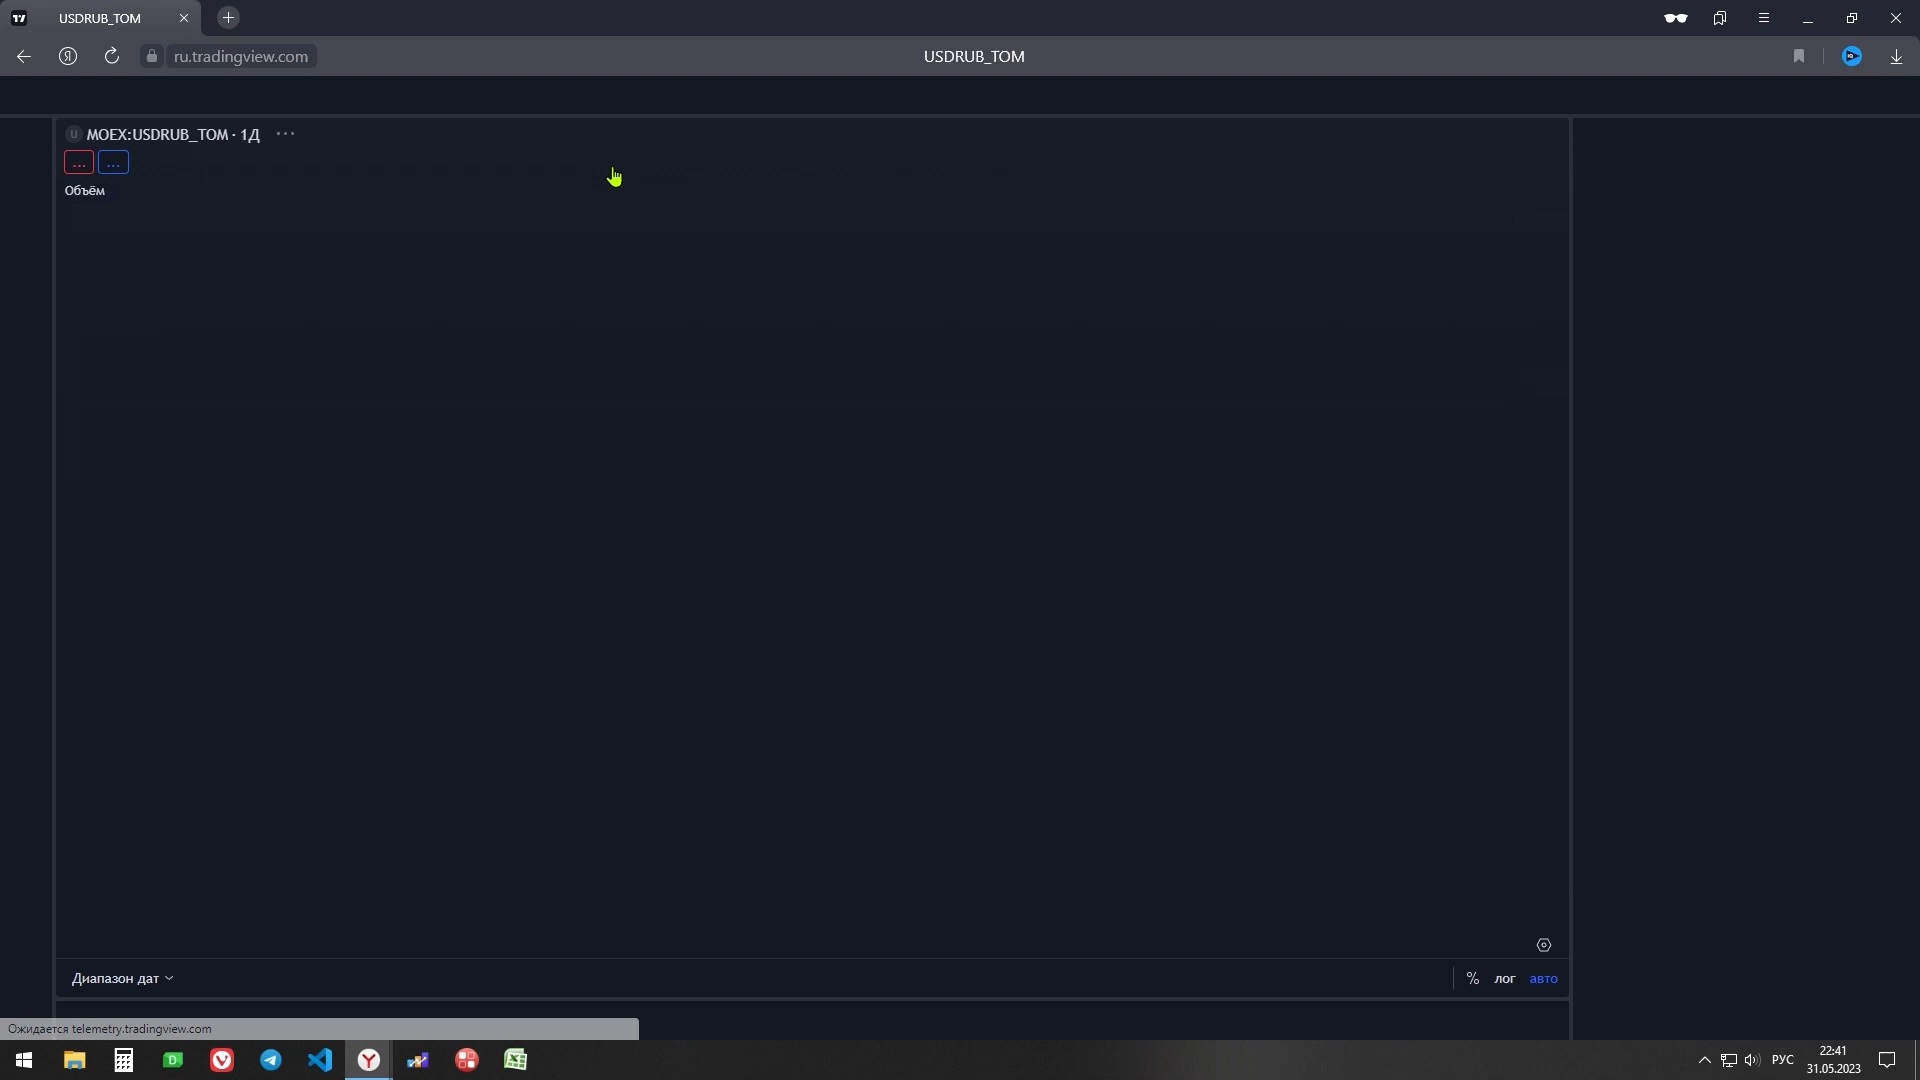 USDRUB_TOM
ru.tradingview.com
USDRUB_TOM
U MOEX:USDRUB_TOM · 1Д ···
... ...
Объём
Диапазон дат
% лог авто
Ожидается telemetry.tradingview.com
РУС
22:41
31.05.2023